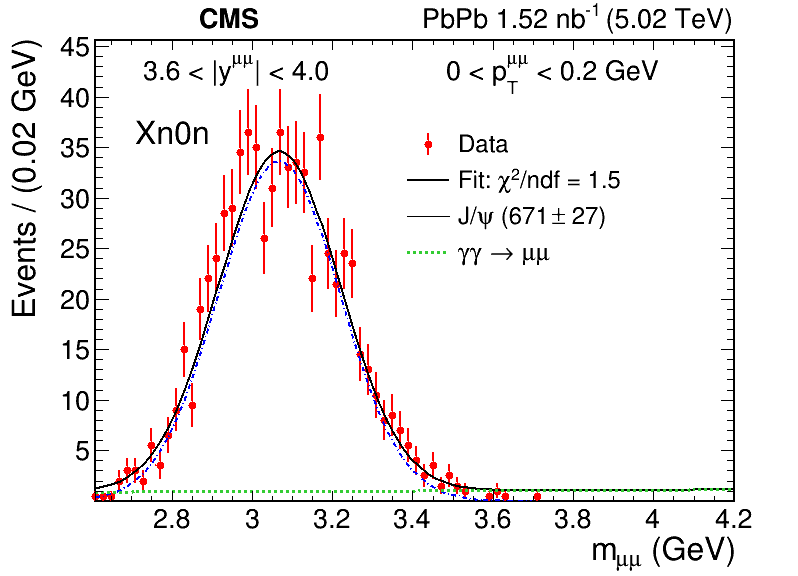 CMS
PbPb 1.52 nb⁻¹ (5.02 TeV)
3.6 < |y^μμ| < 4.0
0 < p_T^μμ < 0.2 GeV
Xn0n
Data
Fit: χ²/ndf = 1.5
J/ψ (671 ± 27)
γγ → μμ
Events / (0.02 GeV)
45
40
35
30
25
20
15
10
5
2.8 3 3.2 3.4 3.6 3.8 4 4.2
m_μμ (GeV)